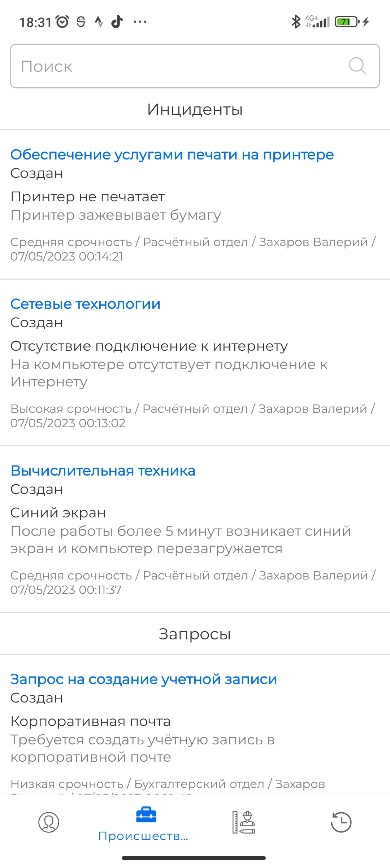 18:31
4G+
71
Поиск
Инциденты
Обеспечение услугами печати на принтере
Создан
Принтер не печатает
Принтер зажевывает бумагу
Средняя срочность / Расчётный отдел / Захаров Валерий /
07/05/2023 00:14:21
Сетевые технологии
Создан
Отсутствие подключение к интернету
На компьютере отсутствует подключение к
Интернету
Высокая срочность / Расчётный отдел / Захаров Валерий /
07/05/2023 00:13:02
Вычислительная техника
Создан
Синий экран
После работы более 5 минут возникает синий
экран и компьютер перезагружается
Средняя срочность / Расчётный отдел / Захаров Валерий /
07/05/2023 00:11:37
Запросы
Запрос на создание учетной записи
Создан
Корпоративная почта
Требуется создать учётную запись в
корпоративной почте
Низкая срочность / Бухгалтерский отдел / Захаров
Происшеств...